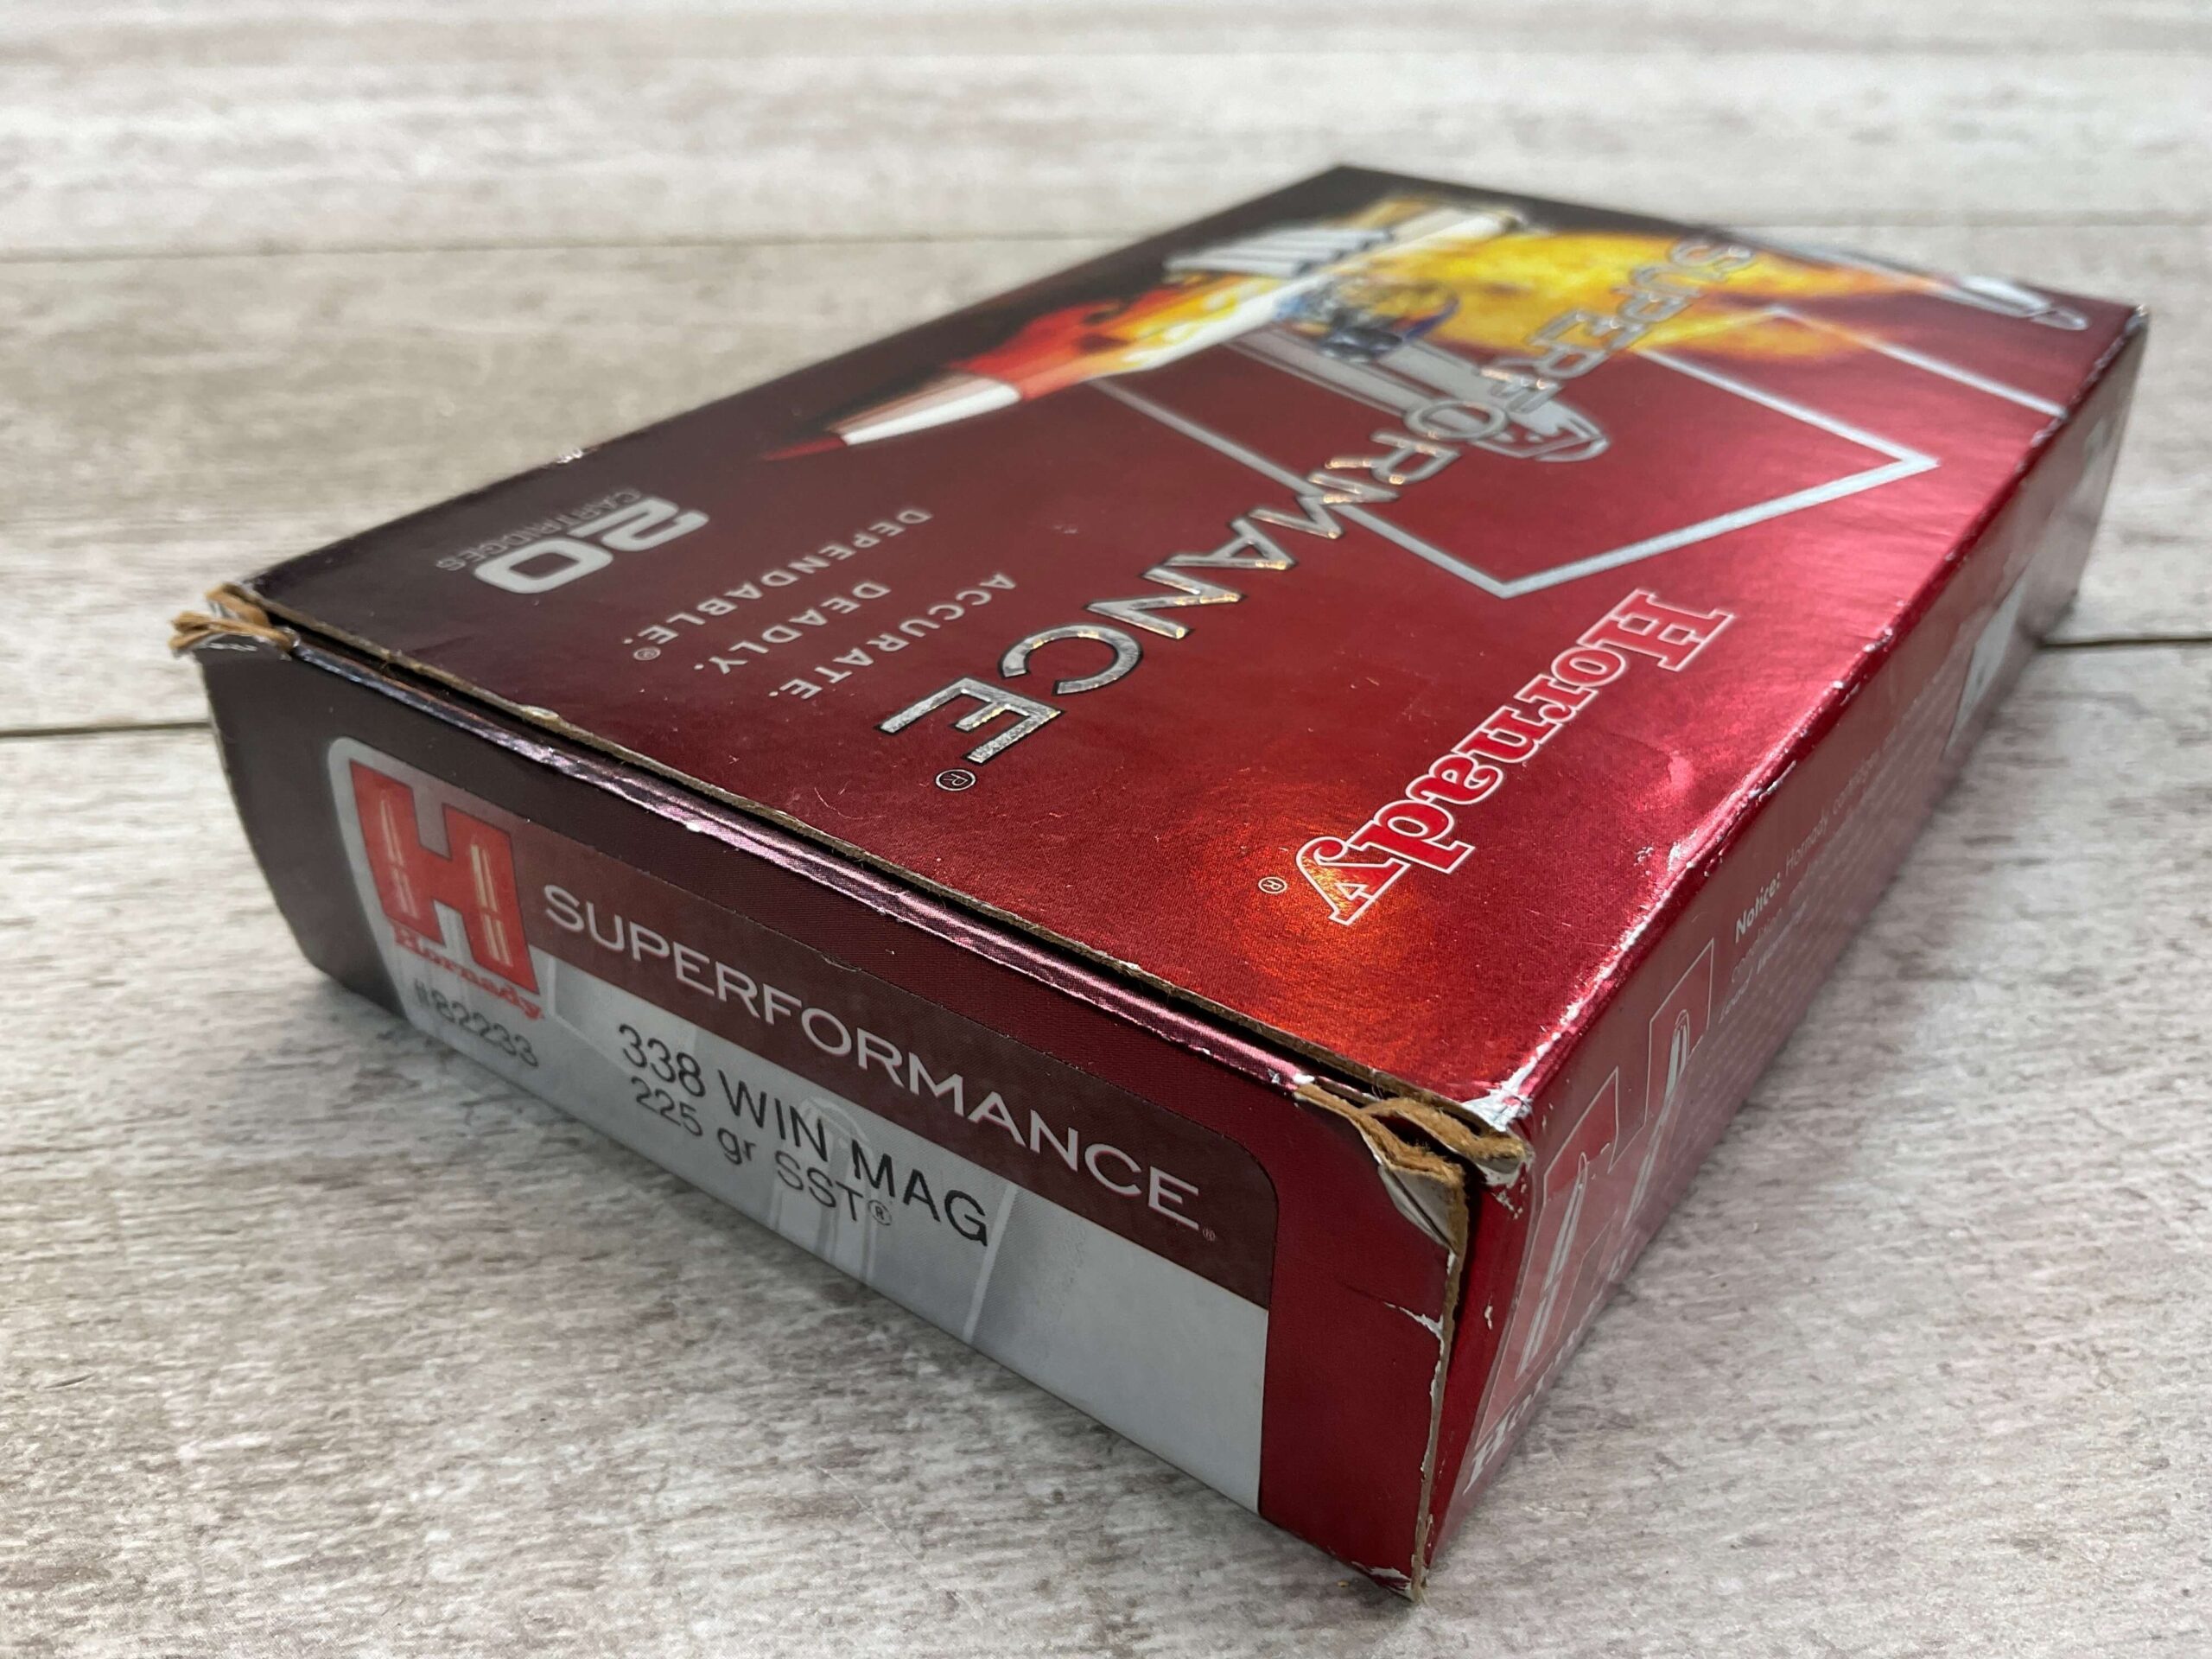 Hornady®
SUPERFORMANCE®
ACCURATE.
DEADLY.
DEPENDABLE.®
20
CARTRIDGES
Hornady
#82233
SUPERFORMANCE®
338 WIN MAG
225 gr SST®
Notice: Hornady